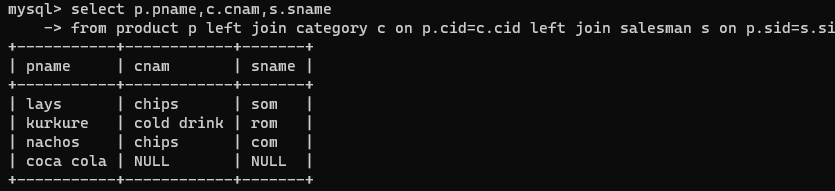 mysql> select p.pname,c.cnam,s.sname
    -> from product p left join category c on p.cid=c.cid left join salesman s on p.sid=s.si
+-----------+------------+-------+
| pname     | cnam       | sname |
+-----------+------------+-------+
| lays      | chips      | som   |
| kurkure   | cold drink | rom   |
| nachos    | chips      | com   |
| coca cola | NULL       | NULL  |
+-----------+------------+-------+